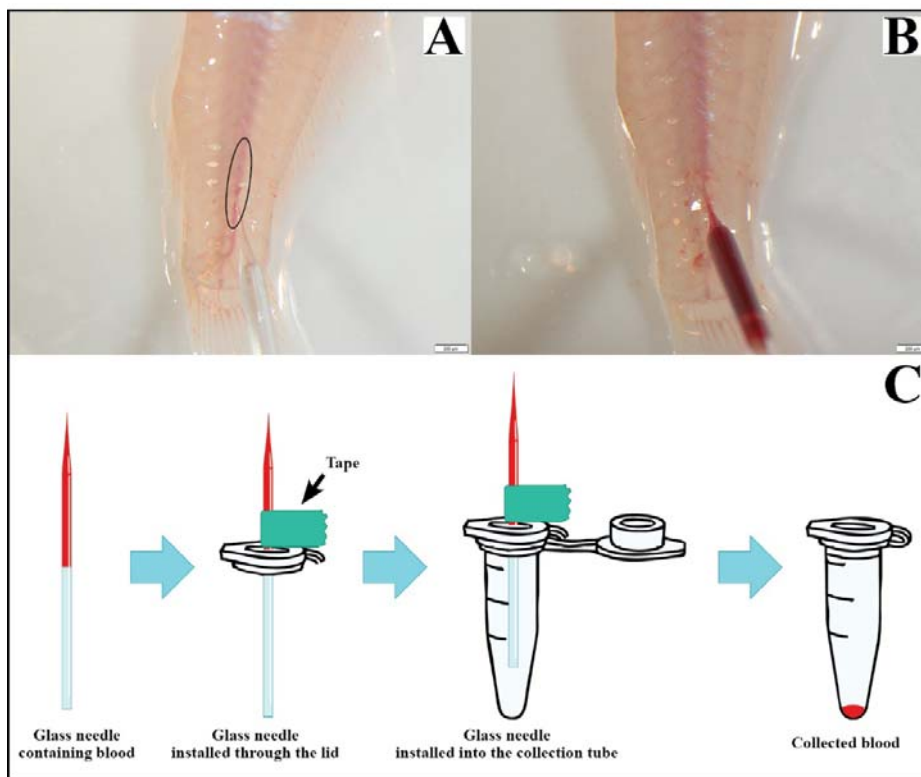 A
B
C
Tape
Glass needle
containing blood
Glass needle
installed through the lid
Glass needle
installed into the collection tube
Collected blood